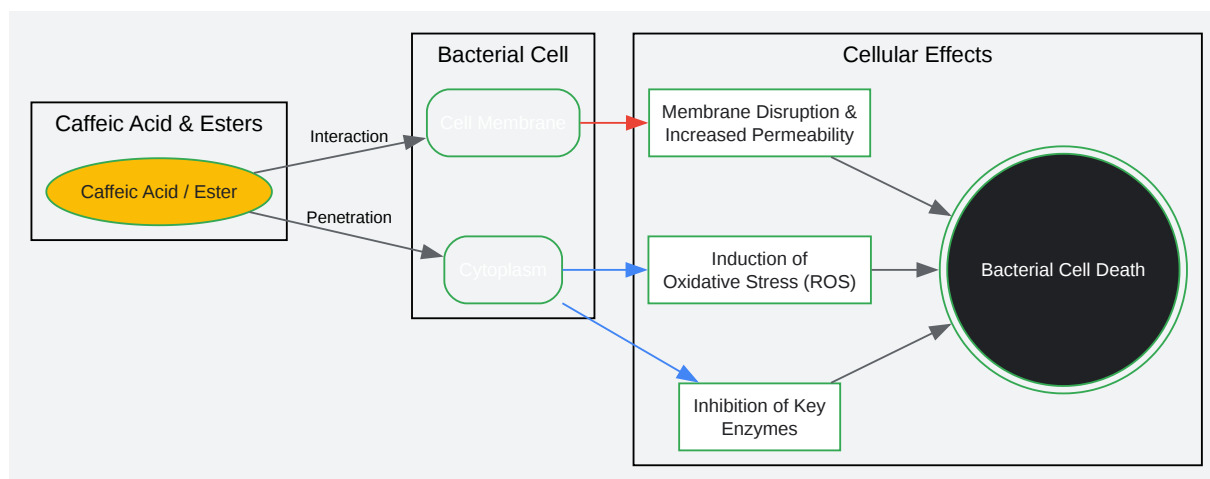 Caffeic Acid & Esters
Caffeic Acid / Ester
Interaction
Penetration
Bacterial Cell
Cell Membrane
Cytoplasm
Cellular Effects
Membrane Disruption &
Increased Permeability
Induction of
Oxidative Stress (ROS)
Inhibition of Key
Enzymes
Bacterial Cell Death